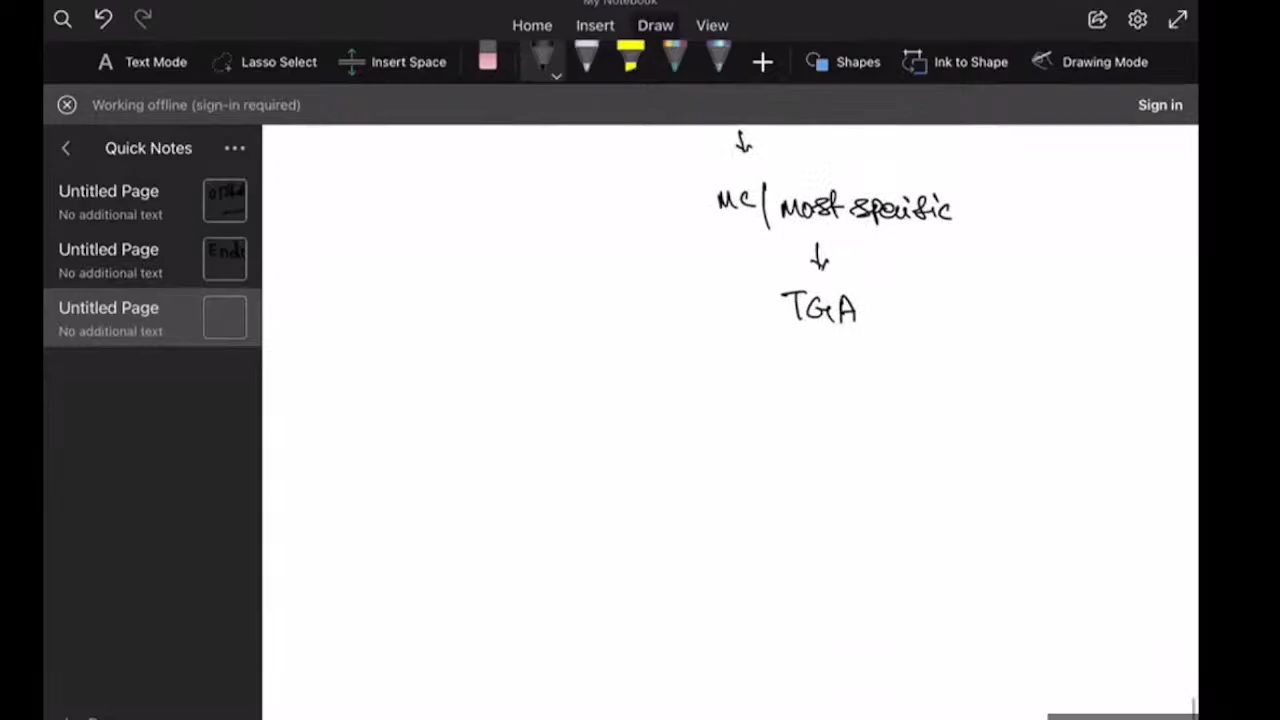 My Notebook
Home Insert Draw View
Text Mode Lasso Select Insert Space Shapes Ink to Shape Drawing Mode
Working offline (sign-in required) Sign in
Quick Notes
Untitled Page
No additional text
Untitled Page
No additional text
Untitled Page
No additional text
↓
MC/ Most specific
↓
TGA